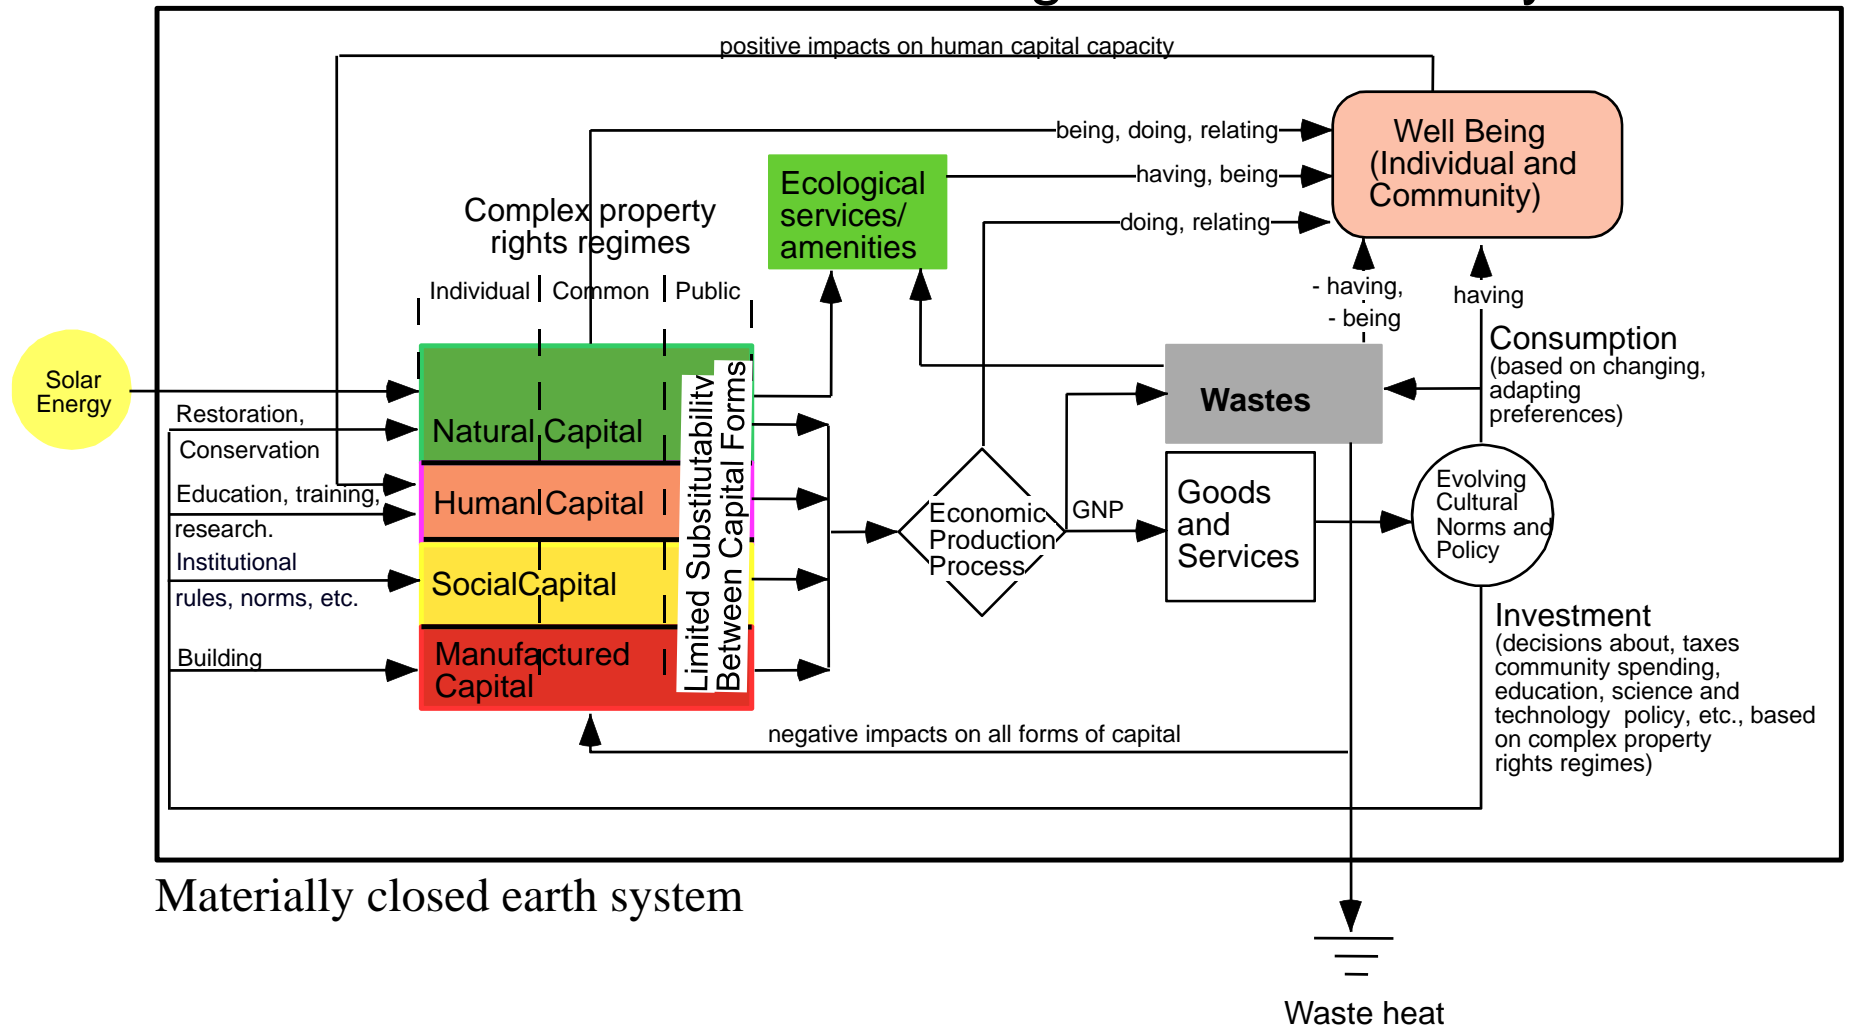 positive impacts on human capital capacity
being, doing, relating
Well Being
(Individual and
Community)
having, being
Ecological
services/
amenities
doing, relating
Complex property
rights regimes
Individual
Common
Public
- having,
- being
having
Consumption
(based on changing,
adapting
preferences)
Solar
Energy
Restoration,
Conservation
Education, training,
research.
Institutional
rules, norms, etc.
Building
Natural Capital
Human Capital
SocialCapital
Manufactured
Capital
Limited Substitutability
Between Capital Forms
Economic
Production
Process
GNP
Wastes
Goods
and
Services
Evolving
Cultural
Norms and
Policy
Investment
(decisions about, taxes
community spending,
education, science and
technology policy, etc., based
on complex property
rights regimes)
negative impacts on all forms of capital
Materially closed earth system
Waste heat